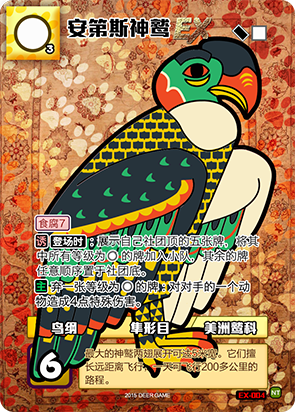 安第斯神鹫 EX
3
食腐7
诱 登场时：展示自己社团顶的五张牌，将其
中所有等级为○的牌加入小队，其余的牌
任意顺序置于社团底。
主 弃一张等级为○的牌：对对手的一个动
物造成4点特殊伤害。
鸟纲 隼形目 美洲鹫科
6
最大的神鹫两翅展开可达
它们擅
长远距离飞行，一天可飞行200多公里的
路程。
2015 DEER GAME
EX-004 NT